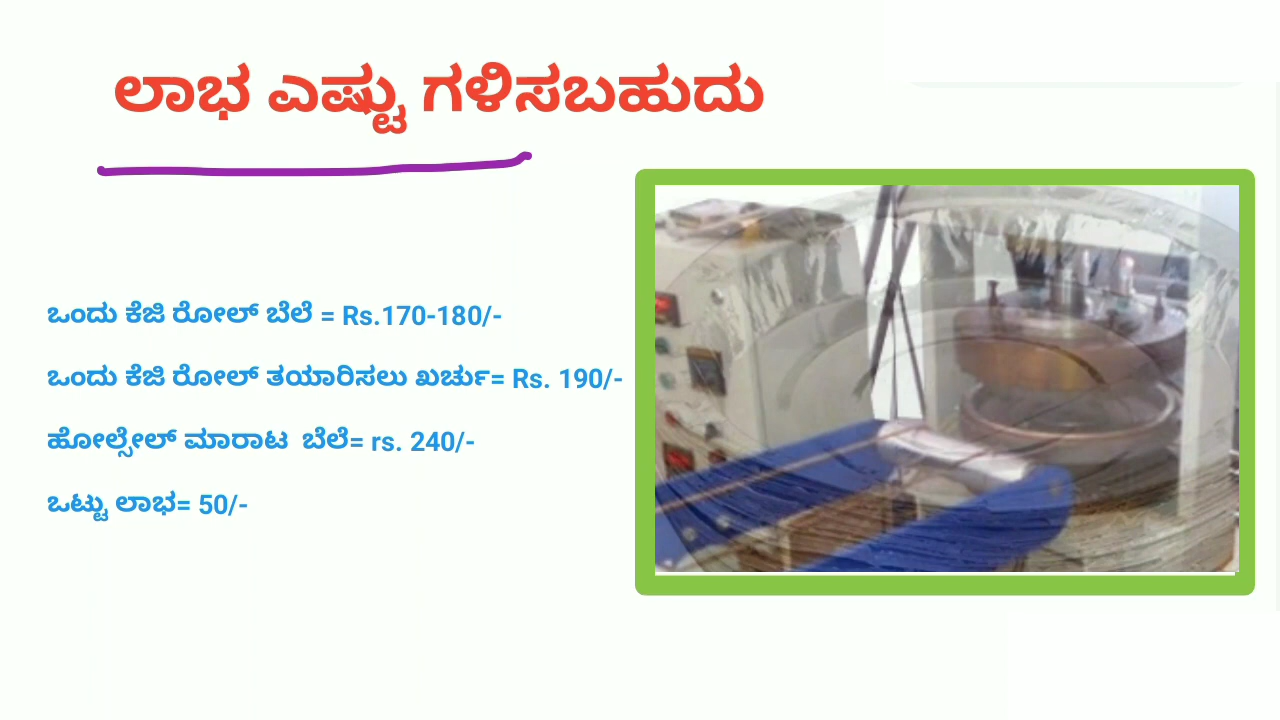 ಲಾಭ ಎಷ್ಟು ಗಳಿಸಬಹುದು
ಒಂದು ಕೆಜಿ ರೋಲ್ ಬೆಲೆ = Rs.170-180/-
ಒಂದು ಕೆಜಿ ರೋಲ್ ತಯಾರಿಸಲು ಖರ್ಚು= Rs. 190/-
ಹೋಲ್ಸೇಲ್ ಮಾರಾಟ ಬೆಲೆ= rs. 240/-
ಒಟ್ಟು ಲಾಭ= 50/-